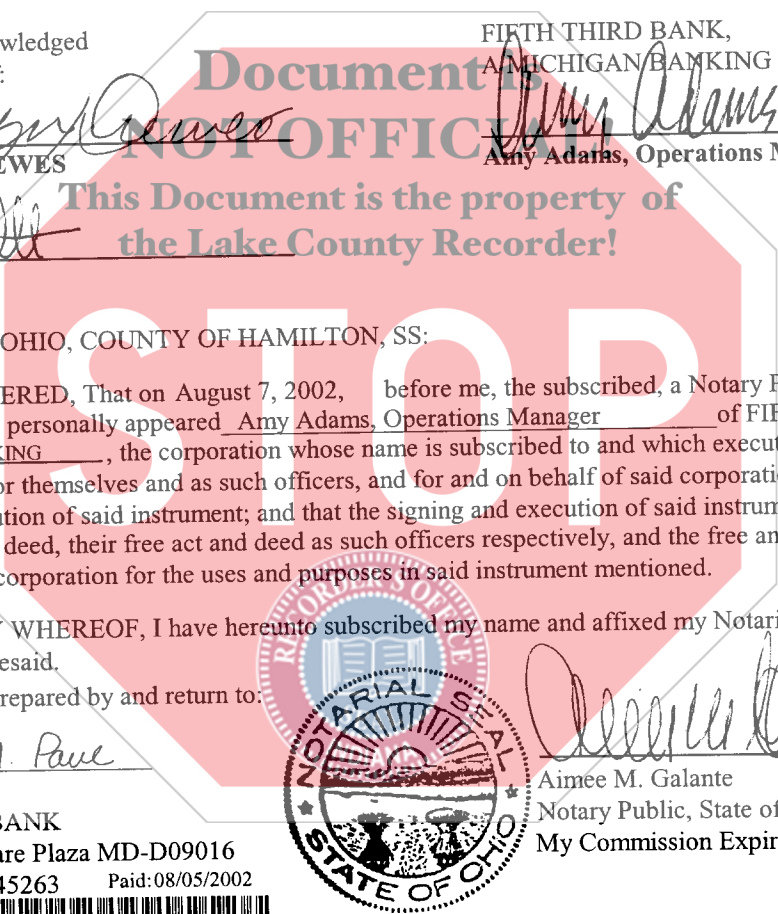 wledged
FIFTH THIRD BANK,
A MICHIGAN BANKING
Document is
NOT OFFICIAL!
This Document is the property of
the Lake County Recorder!
EWES
Amy Adams
Amy Adams, Operations M
STOP
OHIO, COUNTY OF HAMILTON, SS:
ERED, That on August 7, 2002, before me, the subscribed, a Notary P
personally appeared Amy Adams, Operations Manager of FIF
KING, the corporation whose name is subscribed to and which execut
or themselves and as such officers, and for and on behalf of said corporatio
ution of said instrument; and that the signing and execution of said instrum
deed, their free act and deed as such officers respectively, and the free an
corporation for the uses and purposes in said instrument mentioned.
Y WHEREOF, I have hereunto subscribed my name and affixed my Notari
esaid.
repared by and return to:
RECORDER'S OFFICE
NOTARIAL SEAL
STATE OF OHIO
Aimee M. Galante
Notary Public, State of
My Commission Expir
BANK
are Plaza MD-D09016
45263 Paid:08/05/2002